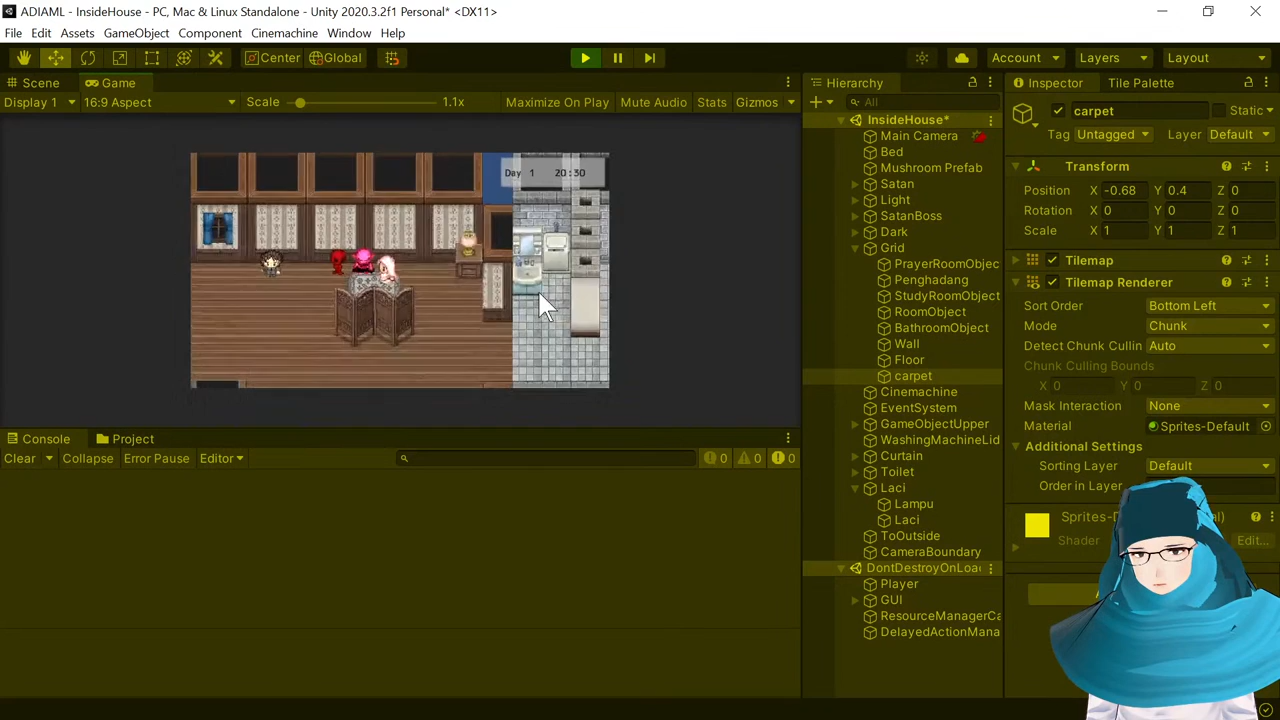 ADIAML - InsideHouse - PC, Mac & Linux Standalone - Unity 2020.3.2f1 Personal* <DX11>
File Edit Assets GameObject Component Cinemachine Window Help
Center Global Account Layers Layout
Scene Game
Display 1 16:9 Aspect Scale 1.1x Maximize On Play Mute Audio Stats Gizmos
Day 1 20:30
Console Project
Clear Collapse Error Pause Editor 0 0 0
Hierarchy
All
InsideHouse*
Main Camera
Bed
Mushroom Prefab
Satan
Light
SatanBoss
Dark
Grid
PrayerRoomObjec
Penghadang
StudyRoomObject
RoomObject
BathroomObject
Wall
Floor
carpet
Cinemachine
EventSystem
GameObjectUpper
WashingMachineLid
Curtain
Toilet
Laci
Lampu
Laci
ToOutside
CameraBoundary
DontDestroyOnLoa
Player
GUI
ResourceManagerCa
DelayedActionMana
Inspector Tile Palette
carpet Static
Tag Untagged Layer Default
Transform
Position X -0.68 Y 0.4 Z 0
Rotation X 0 Y 0 Z 0
Scale X 1 Y 1 Z 1
Tilemap
Tilemap Renderer
Sort Order Bottom Left
Mode Chunk
Detect Chunk Cullin Auto
Chunk Culling Bounds
X 0 Y 0 Z 0
Mask Interaction None
Material Sprites-Default
Additional Settings
Sorting Layer Default
Order in Layer
Sprites-D
Shader Edit...